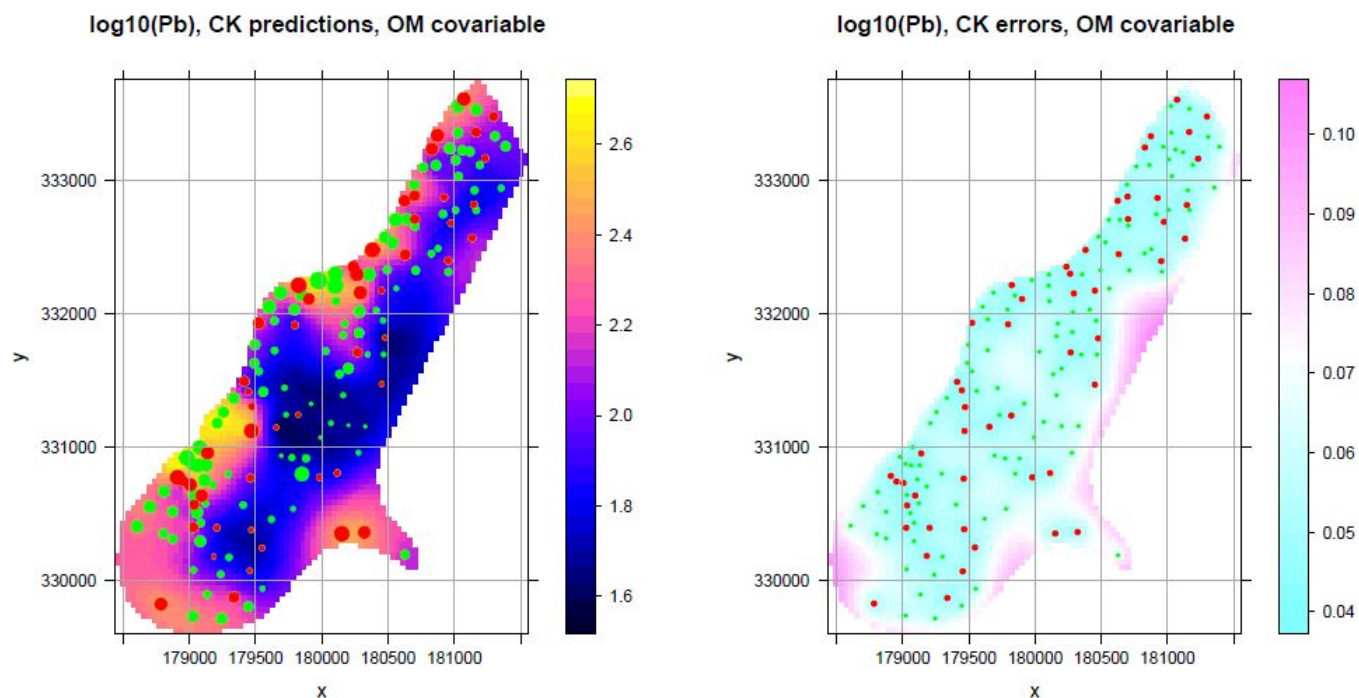 log10(Pb), CK predictions, OM covariable
333000
332000
331000
330000
y
179000 179500 180000 180500 181000
x
2.6
2.4
2.2
2.0
1.8
1.6
log10(Pb), CK errors, OM covariable
333000
332000
331000
330000
y
179000 179500 180000 180500 181000
x
0.10
0.09
0.08
0.07
0.06
0.05
0.04